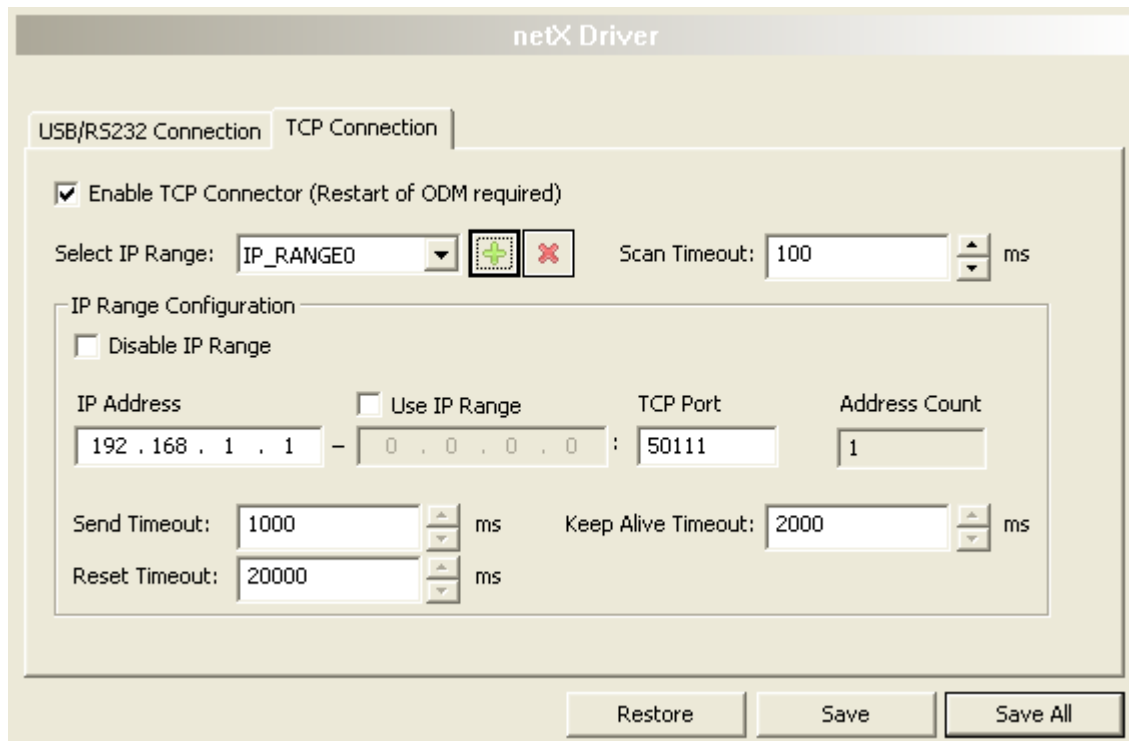 netX Driver
USB/RS232 Connection TCP Connection
Enable TCP Connector (Restart of ODM required)
Select IP Range: IP_RANGE0 Scan Timeout: 100 ms
IP Range Configuration
Disable IP Range
IP Address Use IP Range TCP Port Address Count
192 . 168 . 1 . 1 – 0 . 0 . 0 . 0 : 50111 1
Send Timeout: 1000 ms Keep Alive Timeout: 2000 ms
Reset Timeout: 20000 ms
Restore Save Save All